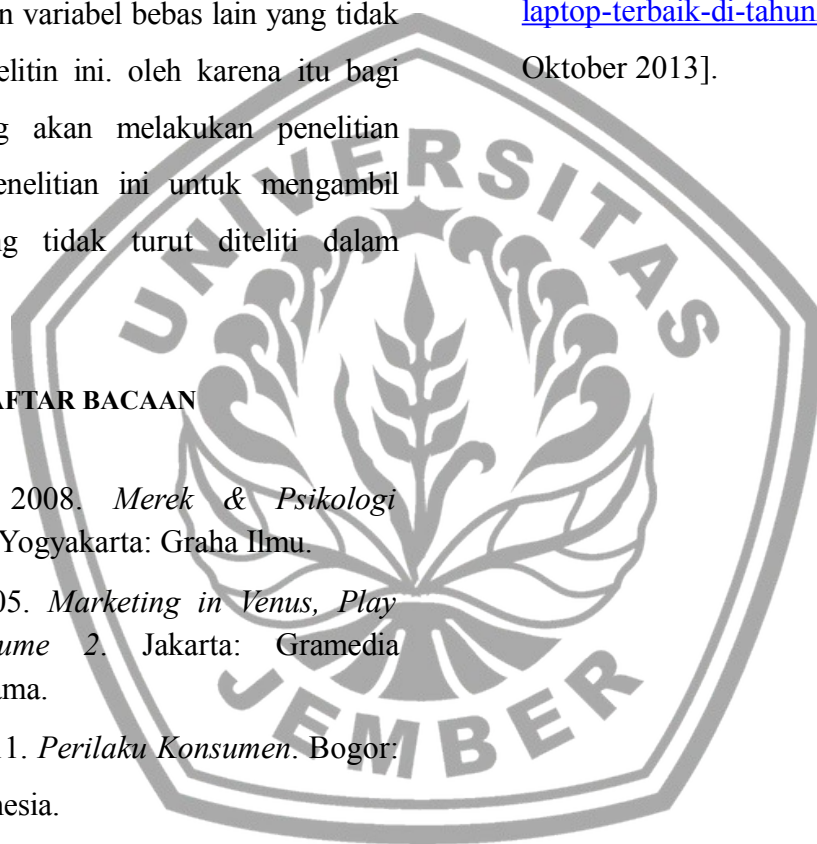 n variabel bebas lain yang tidak
elitin ini. oleh karena itu bagi
g akan melakukan penelitian
enelitian ini untuk mengambil
ng tidak turut diteliti dalam
AFTAR BACAAN
2008. Merek & Psikologi
Yogyakarta: Graha Ilmu.
05. Marketing in Venus, Play
ume 2. Jakarta: Gramedia
ama.
11. Perilaku Konsumen. Bogor:
nesia.
laptop-terbaik-di-tahun
Oktober 2013].
UNIVERSITAS
JEMBER